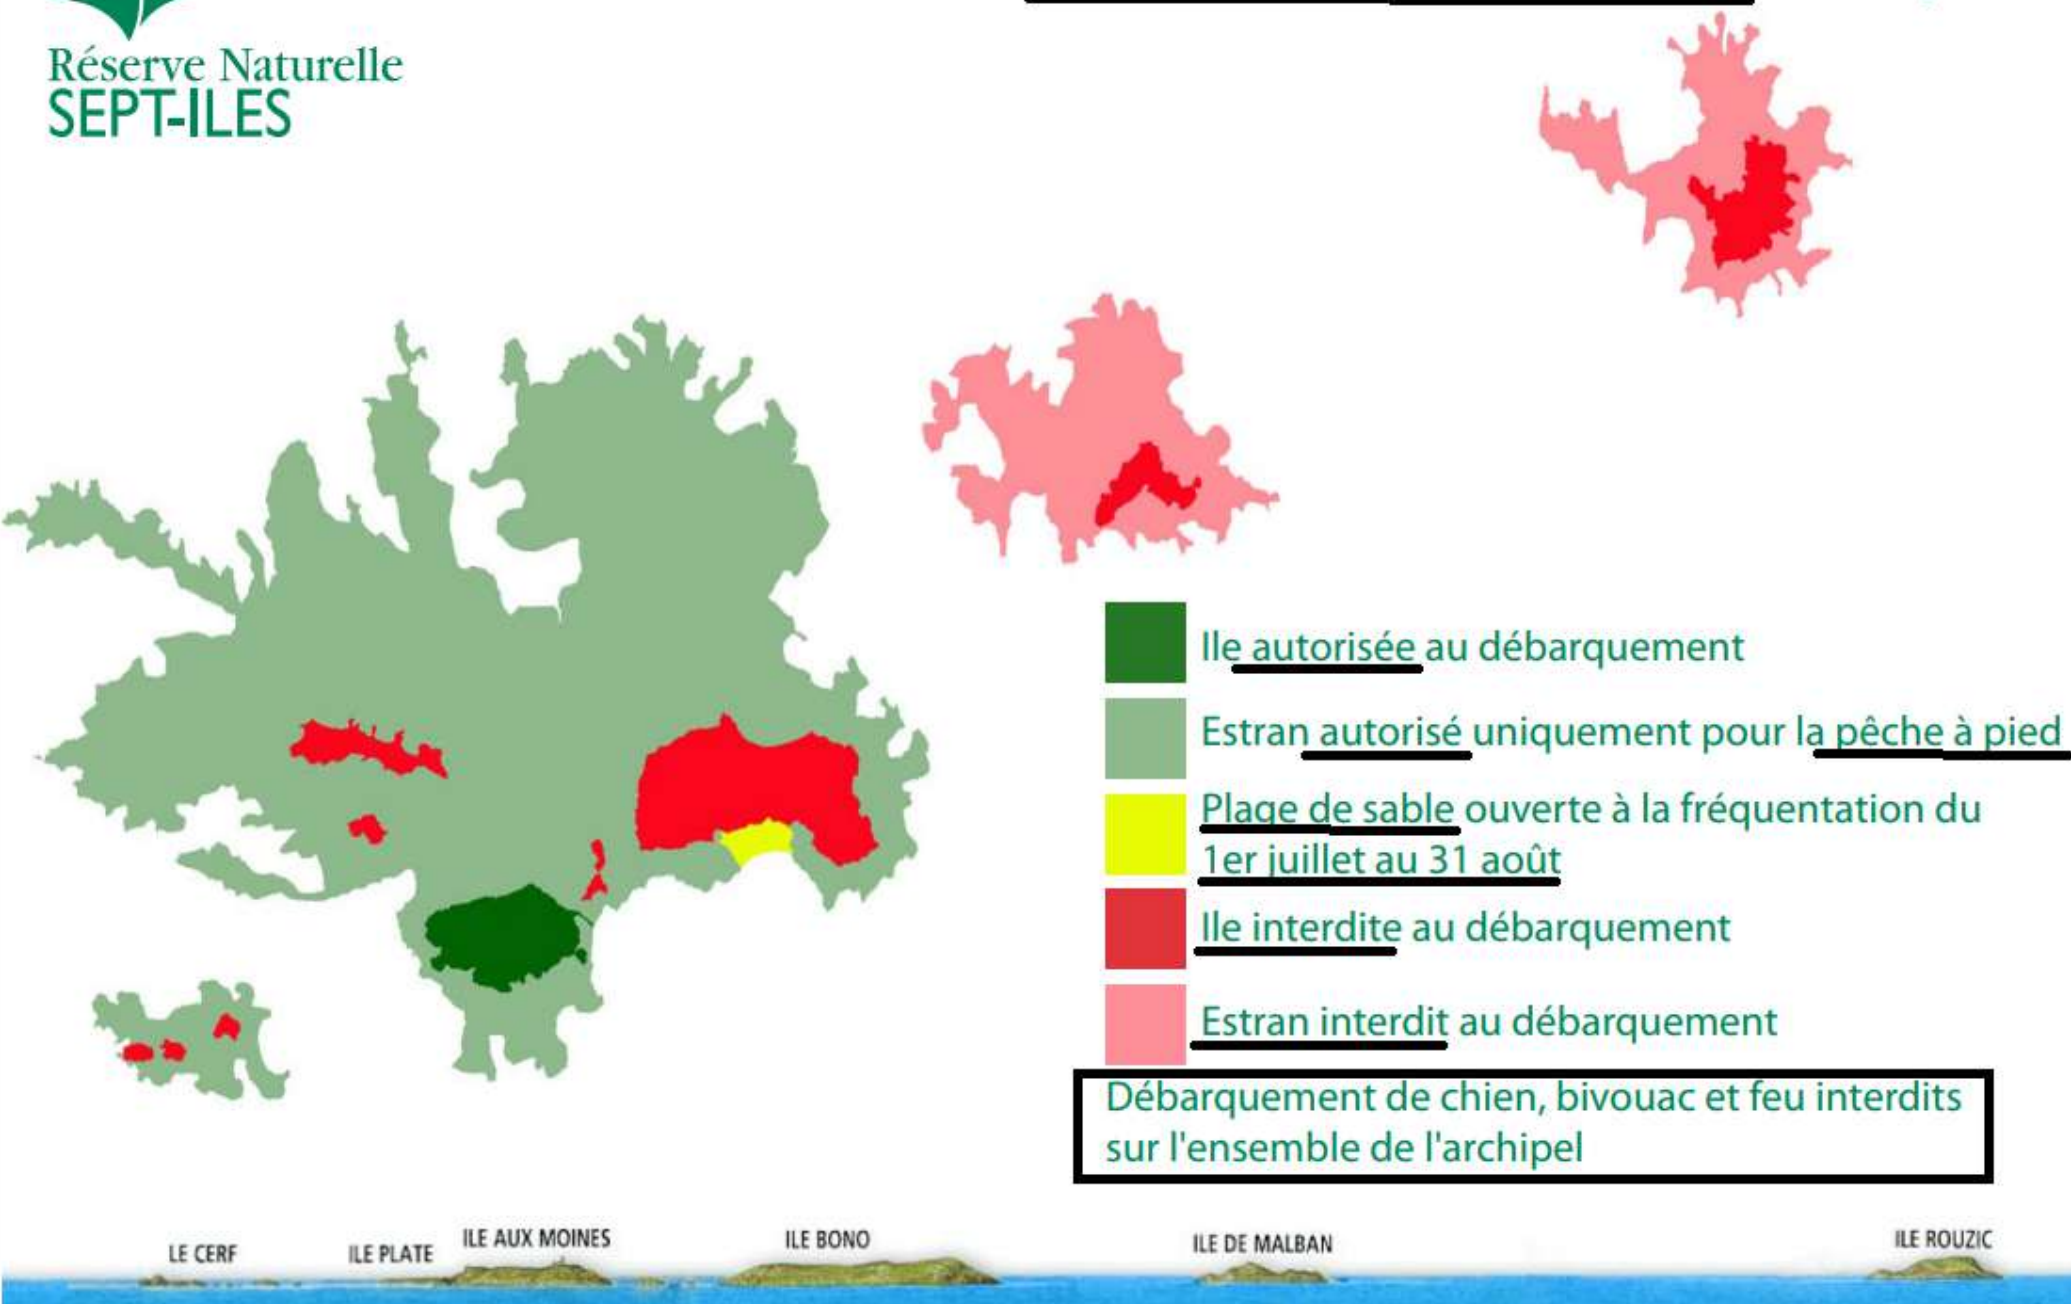 Réserve Naturelle
SEPT-ILES
Ile autorisée au débarquement
Estran autorisé uniquement pour la pêche à pied
Plage de sable ouverte à la fréquentation du
1er juillet au 31 août
Ile interdite au débarquement
Estran interdit au débarquement
Débarquement de chien, bivouac et feu interdits
sur l'ensemble de l'archipel
LE CERF
ILE PLATE
ILE AUX MOINES
ILE BONO
ILE DE MALBAN
ILE ROUZIC